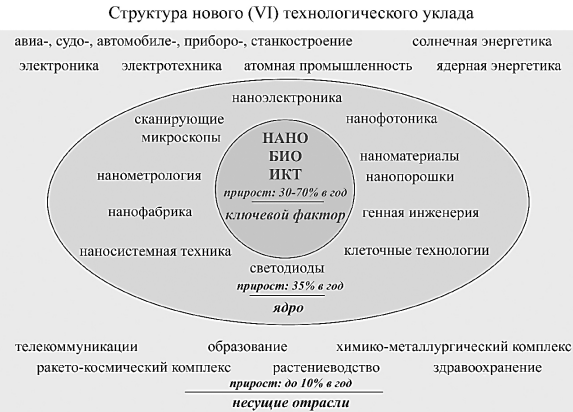 Структура нового (VI) технологического уклада
авиа-, судо-, автомобиле-, приборо-, станкостроение солнечная энергетика
электроника электротехника атомная промышленность ядерная энергетика
наноэлектроника
сканирующие микроскопы
нанофотоника
НАНО
БИО
ИКТ
прирост: 30-70% в год
ключевой фактор
нанометрология
наноматериалы
нанопорошки
нанофабрика
генная инженерия
наносистемная техника
клеточные технологии
светодиоды
прирост: 35% в год
ядро
телекоммуникации образование химико-металлургический комплекс
ракето-космический комплекс растениеводство здравоохранение
прирост: до 10% в год
несущие отрасли